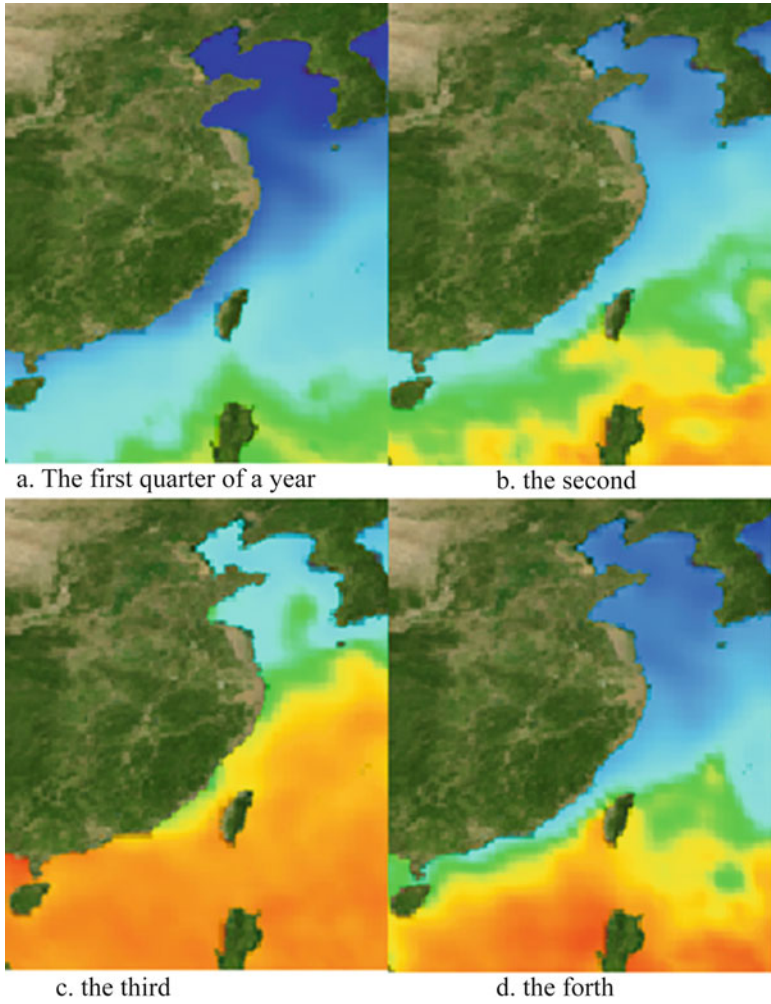 a. The first quarter of a year
b. the second
c. the third
d. the forth